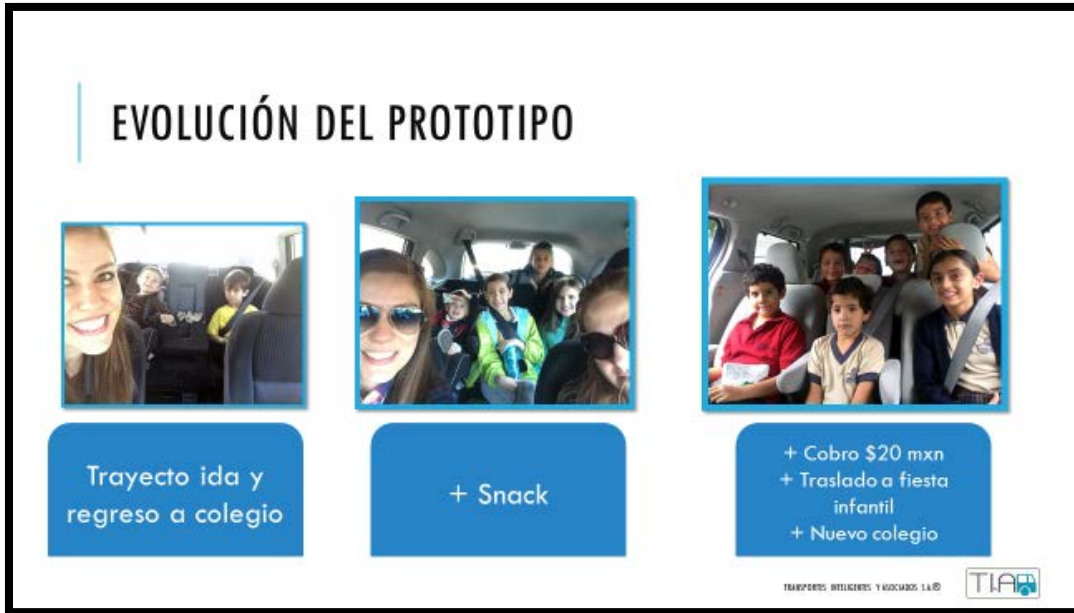 EVOLUCIÓN DEL PROTOTIPO
Trayecto ida y
regreso a colegio
+ Snack
+ Cobro $20 mxn
+ Traslado a fiesta
infantil
+ Nuevo colegio
TRANSPORTES INTELIGENTES Y ASOCIADOS S.A.®
T.I.A